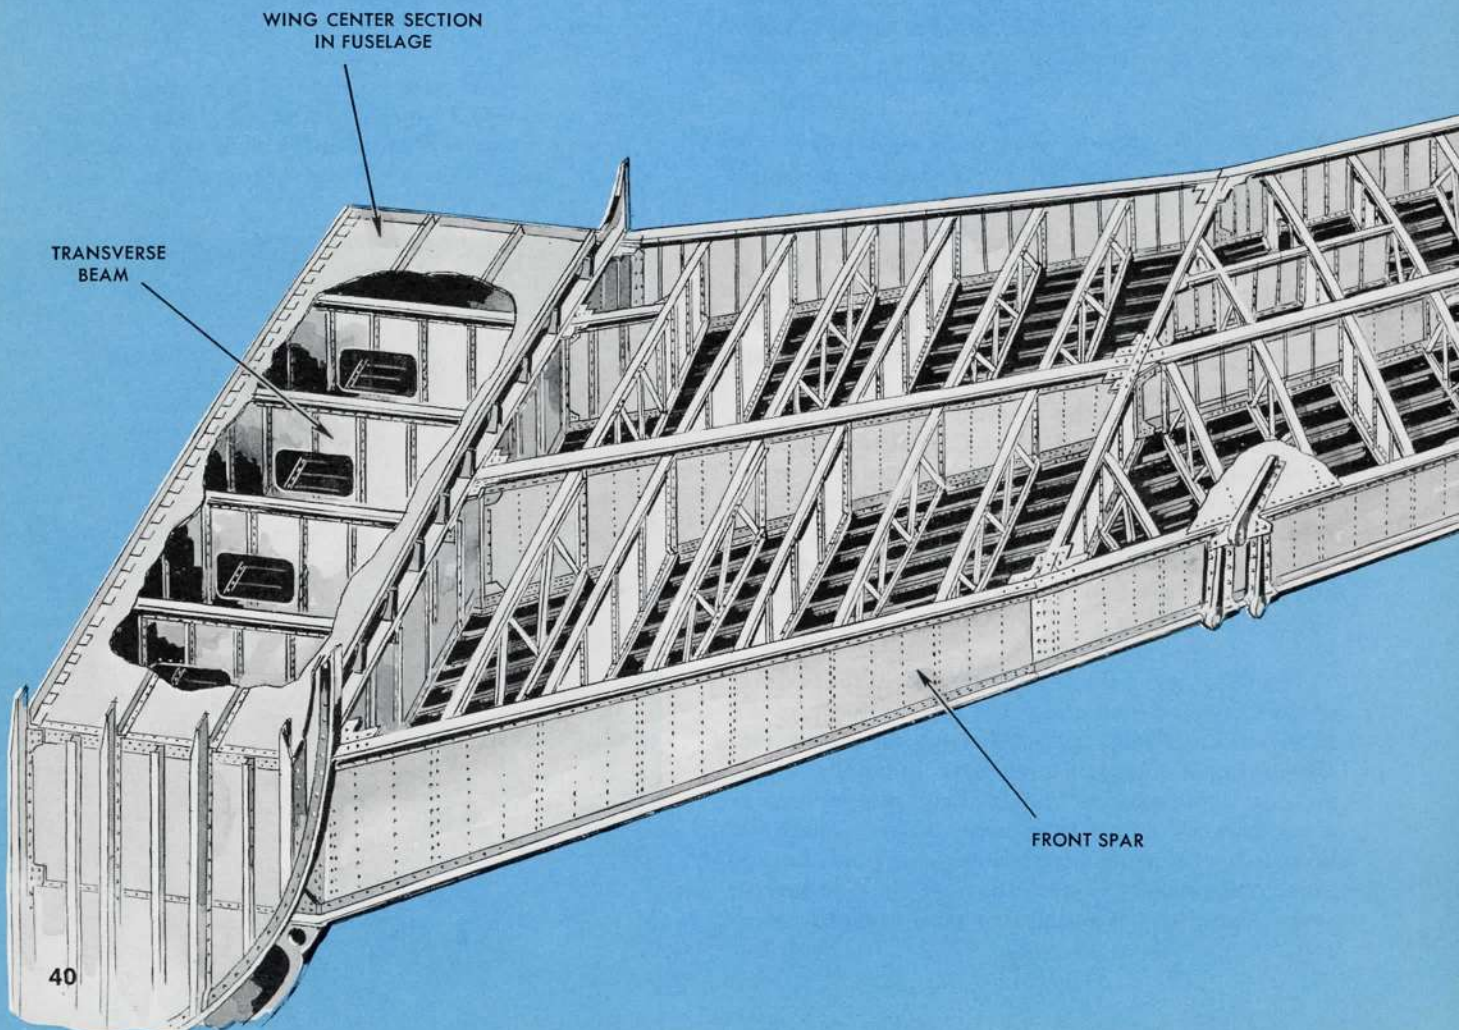 WING CENTER SECTION
IN FUSELAGE
TRANSVERSE
BEAM
FRONT SPAR
40